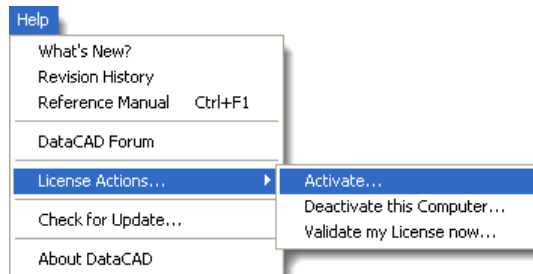 Help
What's New?
Revision History
Reference Manual Ctrl+F1
DataCAD Forum
License Actions...
Activate...
Deactivate this Computer...
Validate my License now...
Check for Update...
About DataCAD